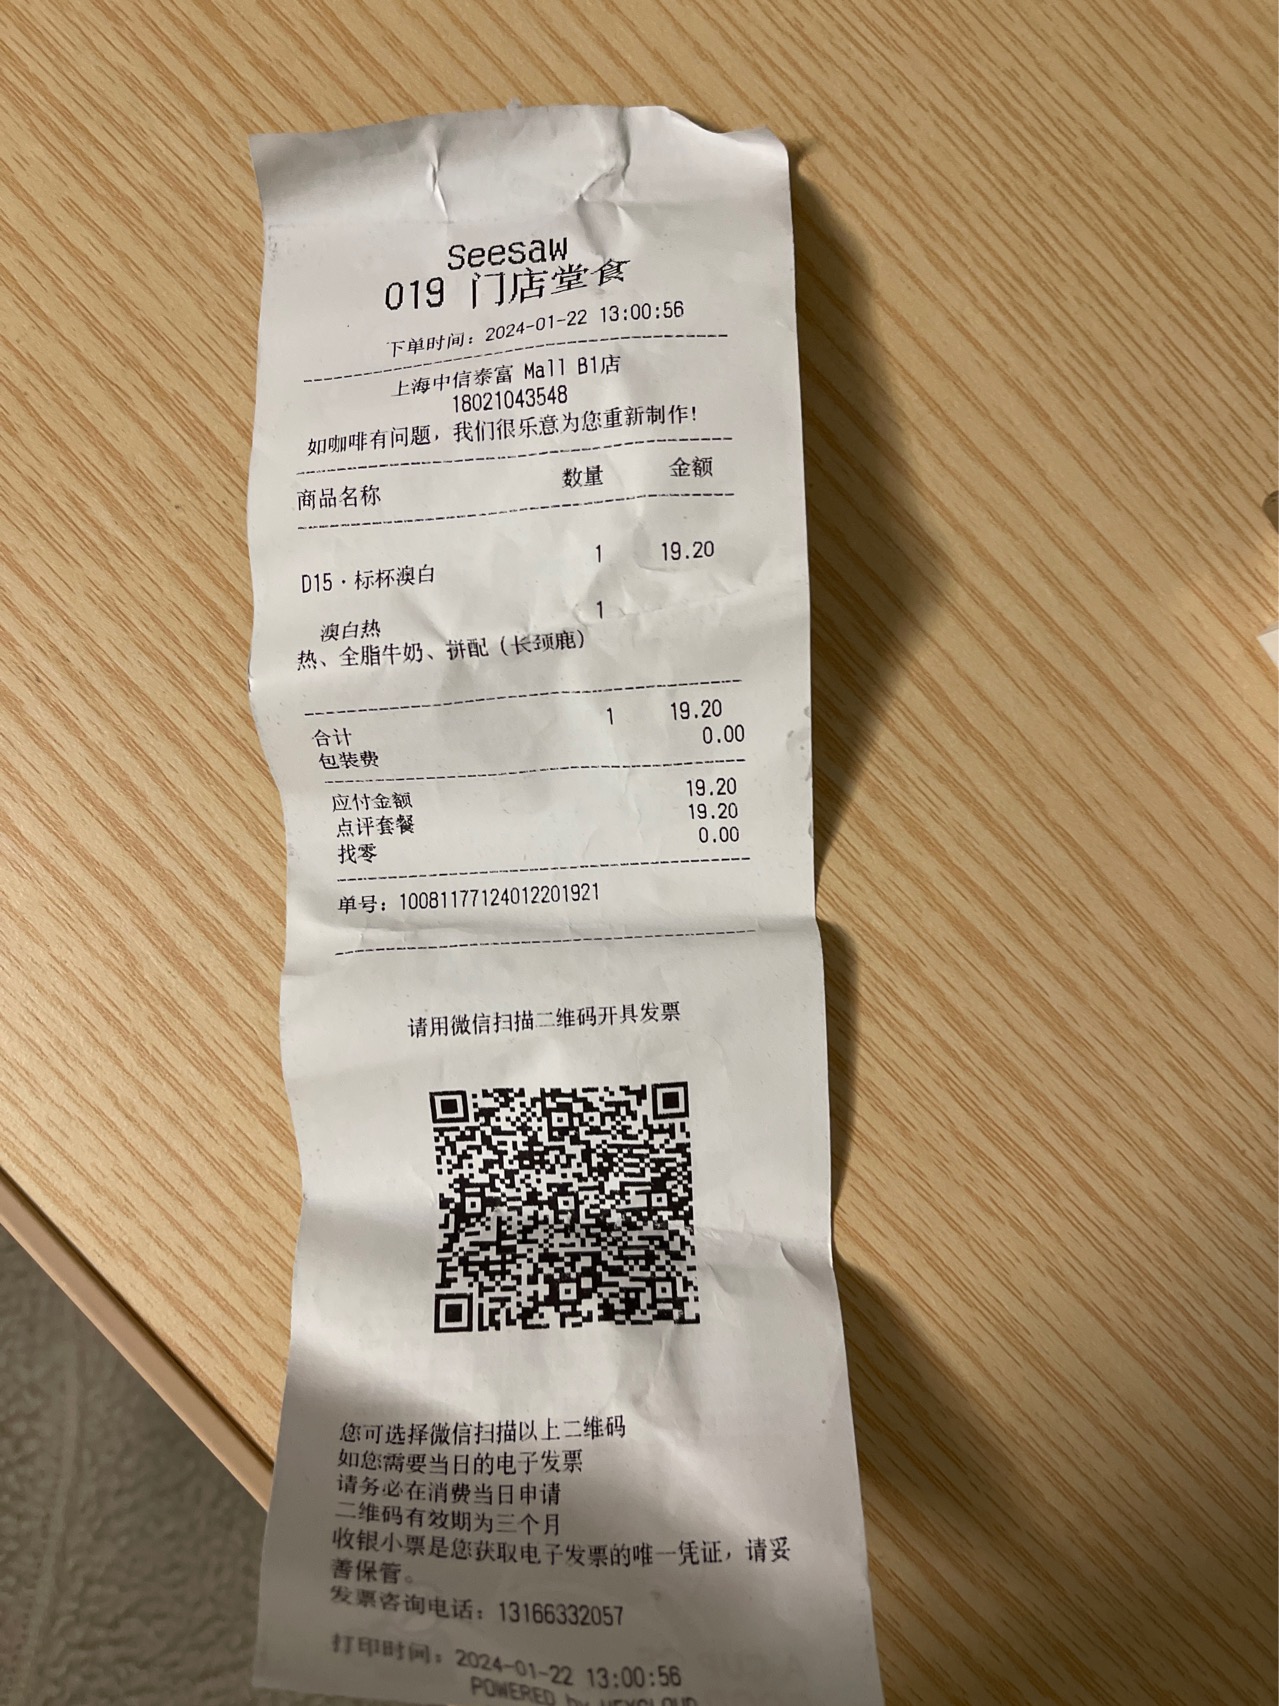 Seesaw
019 门店堂食
下单时间：2024-01-22 13:00:56
上海中信泰富 Mall B1店
18021043548
如咖啡有问题，我们很乐意为您重新制作！
商品名称 数量 金额
D15·标杯澳白 1 19.20
澳白热 1
热、全脂牛奶、拼配（长颈鹿）
合计 1 19.20
包装费 0.00
应付金额 19.20
点评套餐 19.20
找零 0.00
单号：10081177124012201921
请用微信扫描二维码开具发票
您可选择微信扫描以上二维码
如您需要当日的电子发票
请务必在消费当日申请
二维码有效期为三个月
收银小票是您获取电子发票的唯一凭证，请妥
善保管。
发票咨询电话：13166332057
打印时间：2024-01-22 13:00:56
POWERED by HEXCLOUD